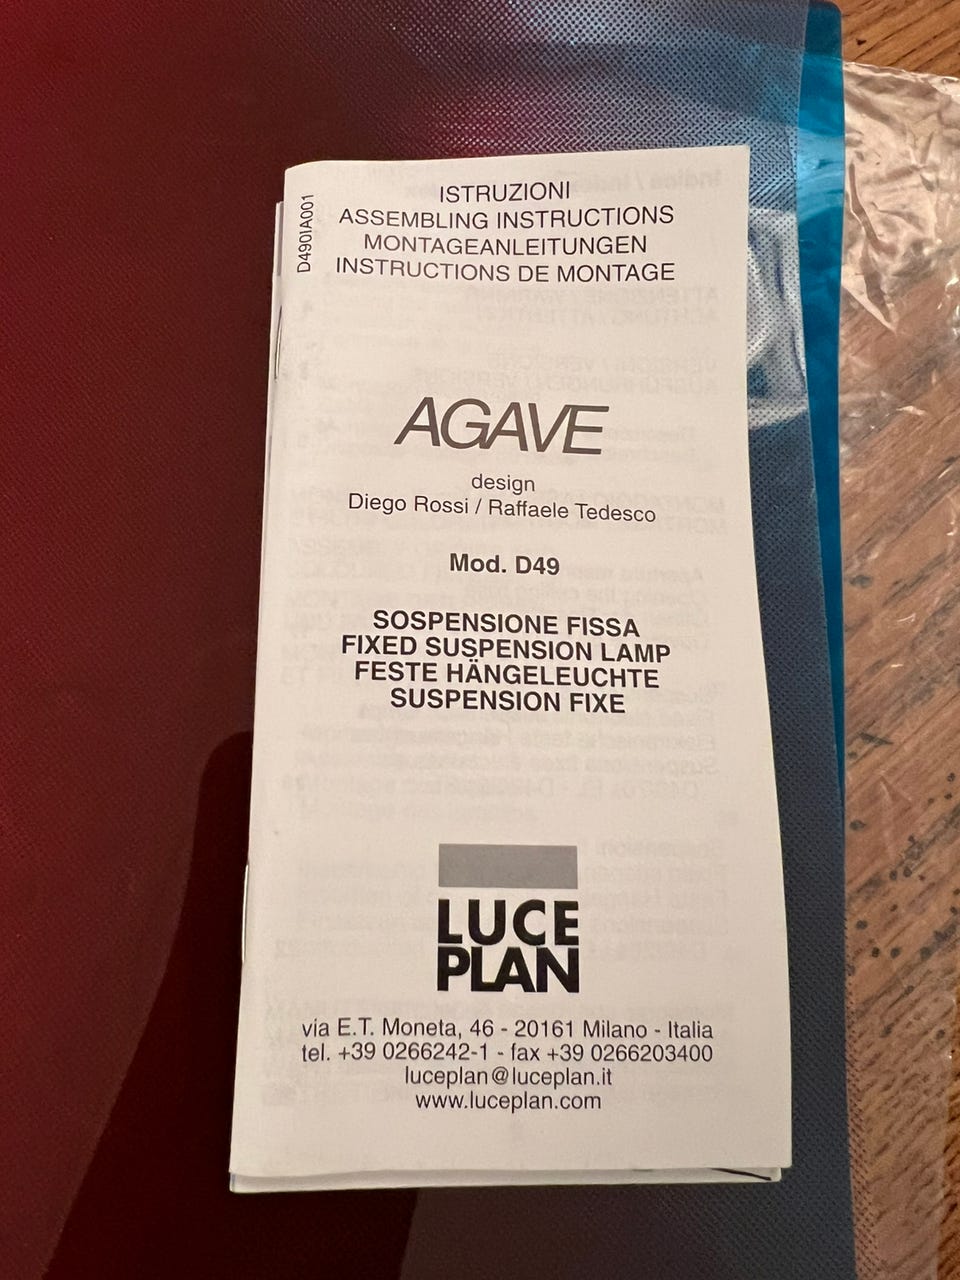 D490IA001
ISTRUZIONI
ASSEMBLING INSTRUCTIONS
MONTAGEANLEITUNGEN
INSTRUCTIONS DE MONTAGE
AGAVE
design
Diego Rossi / Raffaele Tedesco
Mod. D49
SOSPENSIONE FISSA
FIXED SUSPENSION LAMP
FESTE HÄNGELEUCHTE
SUSPENSION FIXE
LUCE
PLAN
via E.T. Moneta, 46 - 20161 Milano - Italia
tel. +39 0266242-1 - fax +39 0266203400
luceplan@luceplan.it
www.luceplan.com